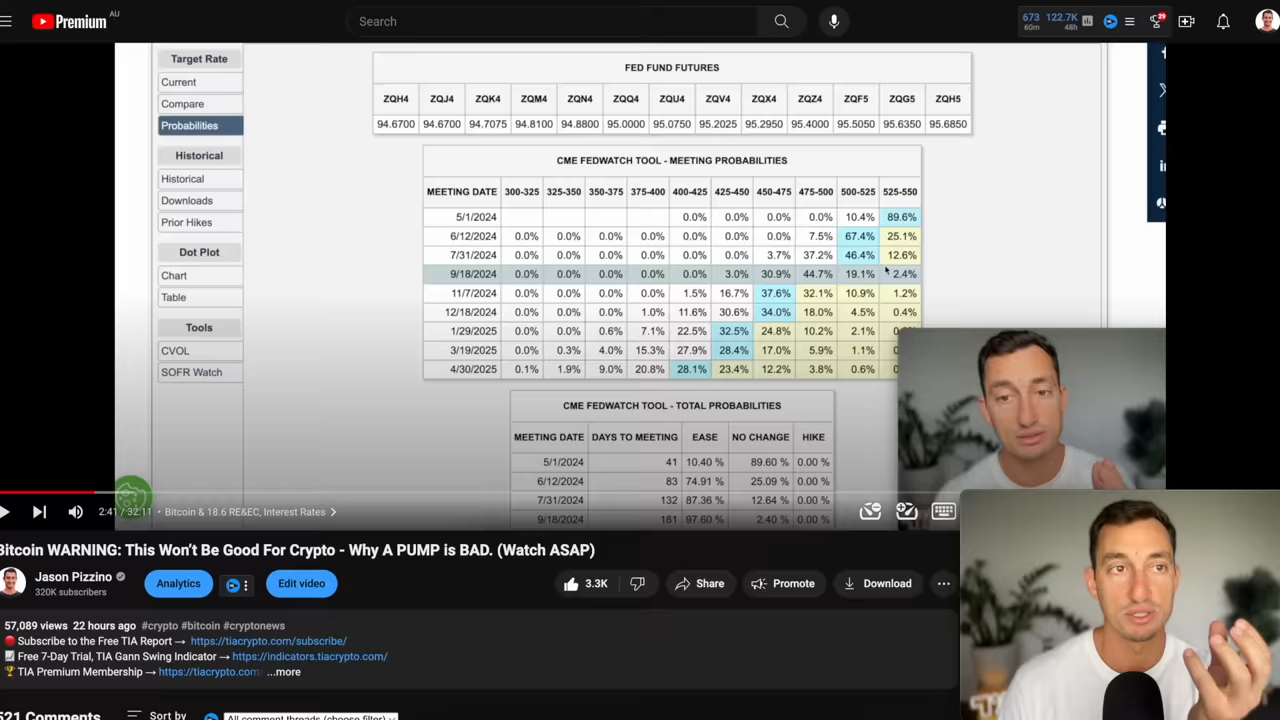 Premium AU
Search
673 122.7K
60m 48h
29
Target Rate
Current
Compare
Probabilities
Historical
Historical
Downloads
Prior Hikes
Dot Plot
Chart
Table
Tools
CVOL
SOFR Watch
FED FUND FUTURES
ZQH4 ZQJ4 ZQK4 ZQM4 ZQN4 ZQQ4 ZQU4 ZQV4 ZQX4 ZQZ4 ZQF5 ZQG5 ZQH5
94.6700 94.6700 94.7075 94.8100 94.8800 95.0000 95.0750 95.2025 95.2950 95.4000 95.5050 95.6350 95.6850
CME FEDWATCH TOOL - MEETING PROBABILITIES
MEETING DATE 300-325 325-350 350-375 375-400 400-425 425-450 450-475 475-500 500-525 525-550
5/1/2024 0.0% 0.0% 0.0% 0.0% 10.4% 89.6%
6/12/2024 0.0% 0.0% 0.0% 0.0% 0.0% 0.0% 0.0% 7.5% 67.4% 25.1%
7/31/2024 0.0% 0.0% 0.0% 0.0% 0.0% 0.0% 3.7% 37.2% 46.4% 12.6%
9/18/2024 0.0% 0.0% 0.0% 0.0% 0.0% 3.0% 30.9% 44.7% 19.1% 2.4%
11/7/2024 0.0% 0.0% 0.0% 0.0% 1.5% 16.7% 37.6% 32.1% 10.9% 1.2%
12/18/2024 0.0% 0.0% 0.0% 1.0% 11.6% 30.6% 34.0% 18.0% 4.5% 0.4%
1/29/2025 0.0% 0.0% 0.6% 7.1% 22.5% 32.5% 24.8% 10.2% 2.1%
3/19/2025 0.0% 0.3% 4.0% 15.3% 27.9% 28.4% 17.0% 5.9% 1.1%
4/30/2025 0.1% 1.9% 9.0% 20.8% 28.1% 23.4% 12.2% 3.8% 0.6%
CME FEDWATCH TOOL - TOTAL PROBABILITIES
MEETING DATE DAYS TO MEETING EASE NO CHANGE HIKE
5/1/2024 41 10.40 % 89.60 % 0.00 %
6/12/2024 83 74.91 % 25.09 % 0.00 %
7/31/2024 132 87.36 % 12.64 % 0.00 %
9/18/2024 181 97.60 % 2.40 % 0.00 %
2:41 / 32:11 • Bitcoin & 18.6 RE&EC, Interest Rates
Bitcoin WARNING: This Won't Be Good For Crypto - Why A PUMP is BAD. (Watch ASAP)
Jason Pizzino
320K subscribers
Analytics
Edit video
3.3K
Share
Promote
Download
57,089 views 22 hours ago #crypto #bitcoin #cryptonews
Subscribe to the Free TIA Report → https://tiacrypto.com/subscribe/
Free 7-Day Trial, TIA Gann Swing Indicator → https://indicators.tiacrypto.com/
TIA Premium Membership → https://tiacrypto.com/ ...more
521 Comments
Sort by
All comment threads (choose filter)